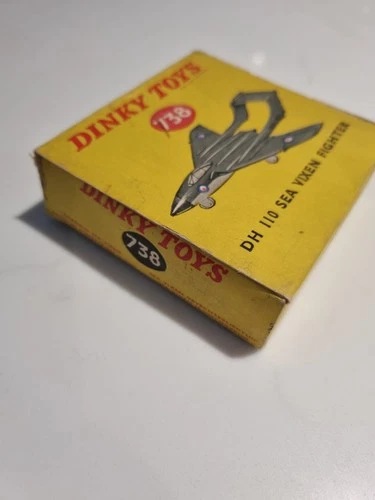 DINKY TOYS
738
DH 110 SEA VIXEN FIGHTER
DINKY TOYS
738